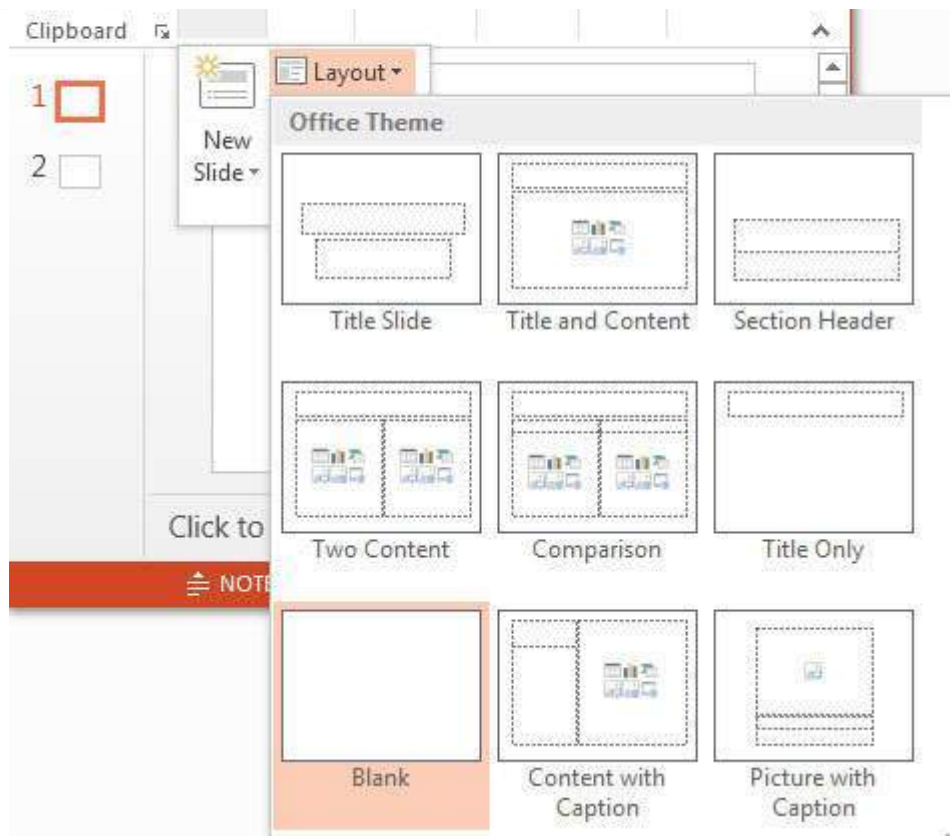 Clipboard
1
2
New
Slide
Layout
Office Theme
Title Slide
Title and Content
Section Header
Two Content
Comparison
Title Only
Blank
Content with
Caption
Picture with
Caption
Click to
NOTE